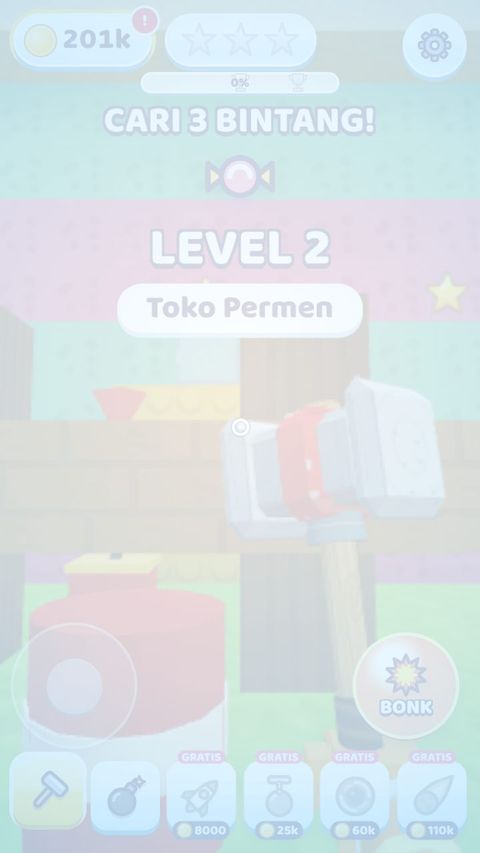 201k
!
0%
CARI 3 BINTANG!
LEVEL 2
Toko Permen
BONK
GRATIS GRATIS GRATIS GRATIS
8000 25k 60k 110k